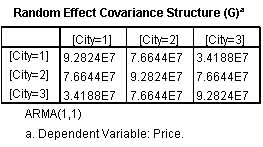 Random Effect Covariance Structure (G)ª
[City=1] [City=2] [City=3]
[City=1] 9.2824E7 7.6644E7 3.4188E7
[City=2] 7.6644E7 9.2824E7 7.6644E7
[City=3] 3.4188E7 7.6644E7 9.2824E7
ARMA(1,1)
a. Dependent Variable: Price.